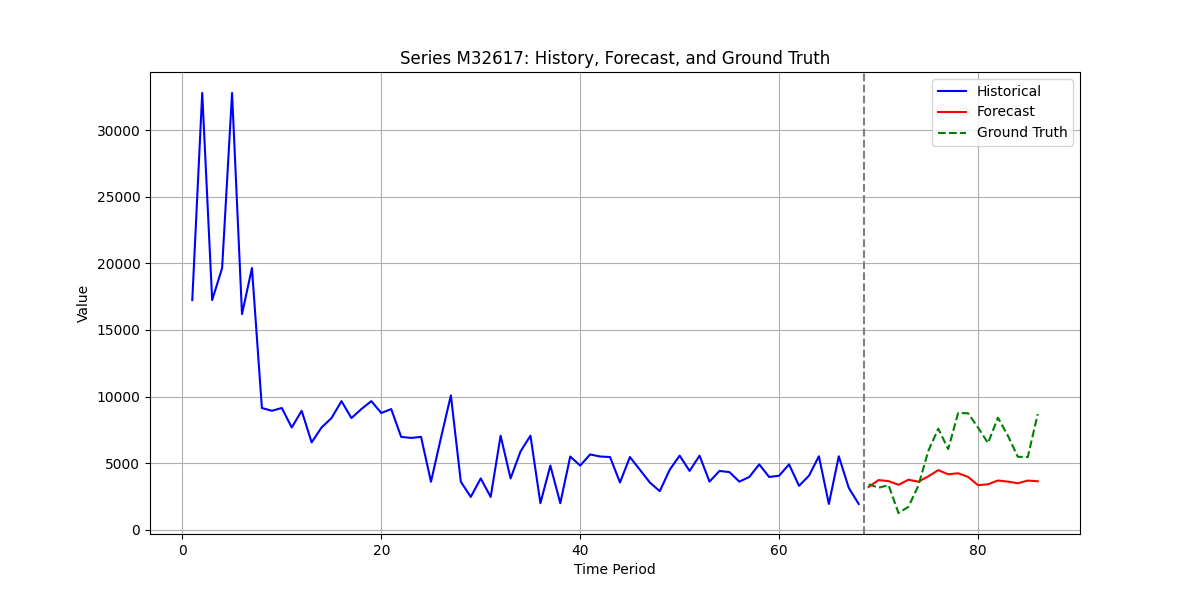 Series M32617: History, Forecast, and Ground Truth
Historical
Forecast
Ground Truth
30000
25000
20000
15000
10000
5000
0
Value
0 20 40 60 80
Time Period